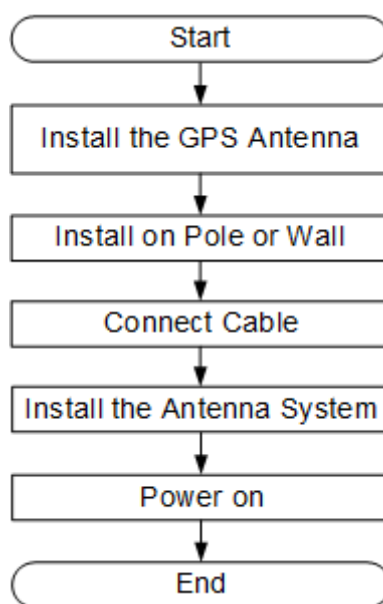 Start
Install the GPS Antenna
Install on Pole or Wall
Connect Cable
Install the Antenna System
Power on
End